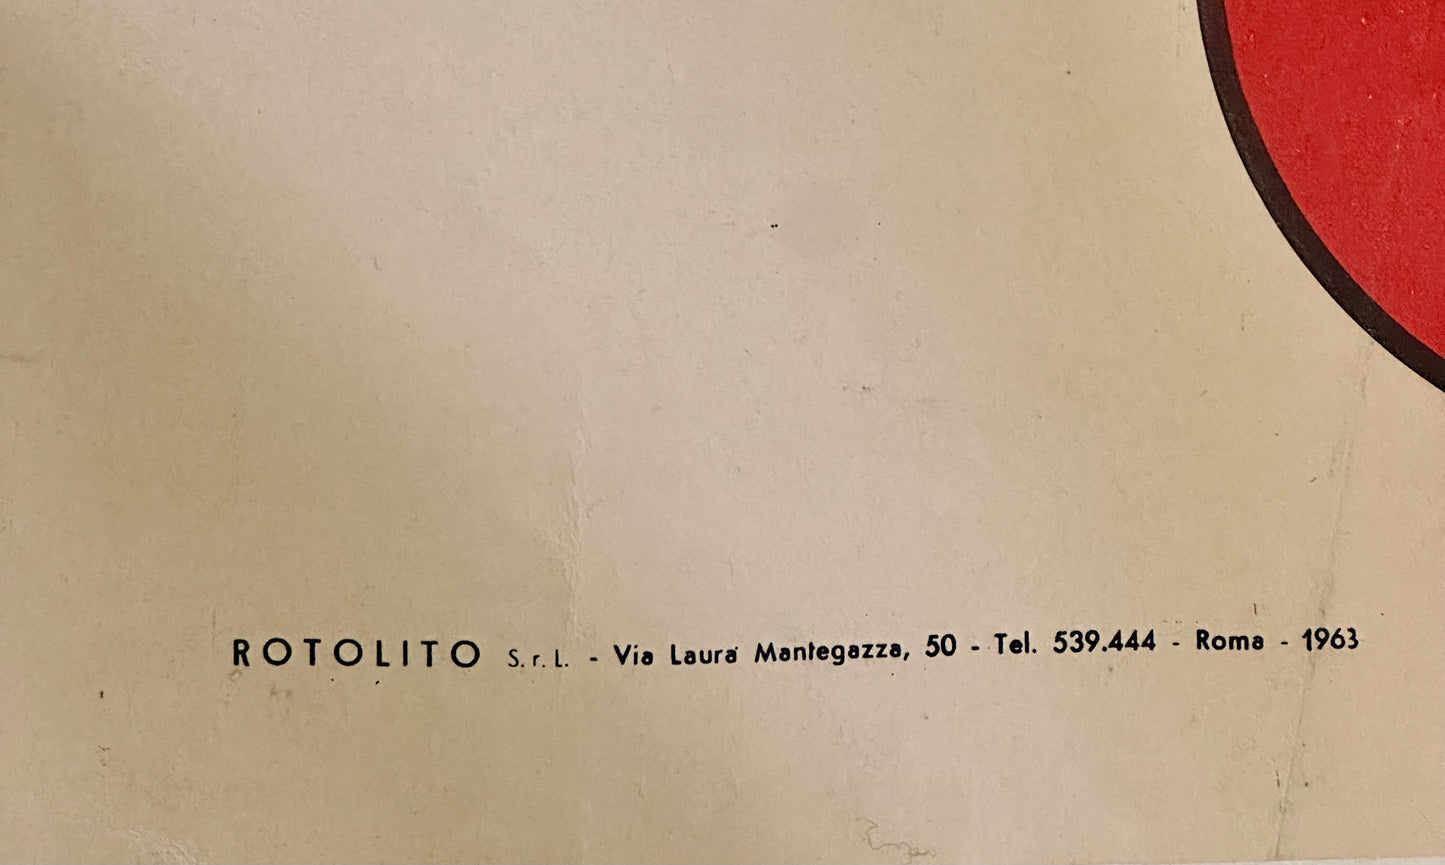 ROTOLITO S.r.L. - Via Laura Mantegazza, 50 - Tel. 539.444 - Roma - 1963